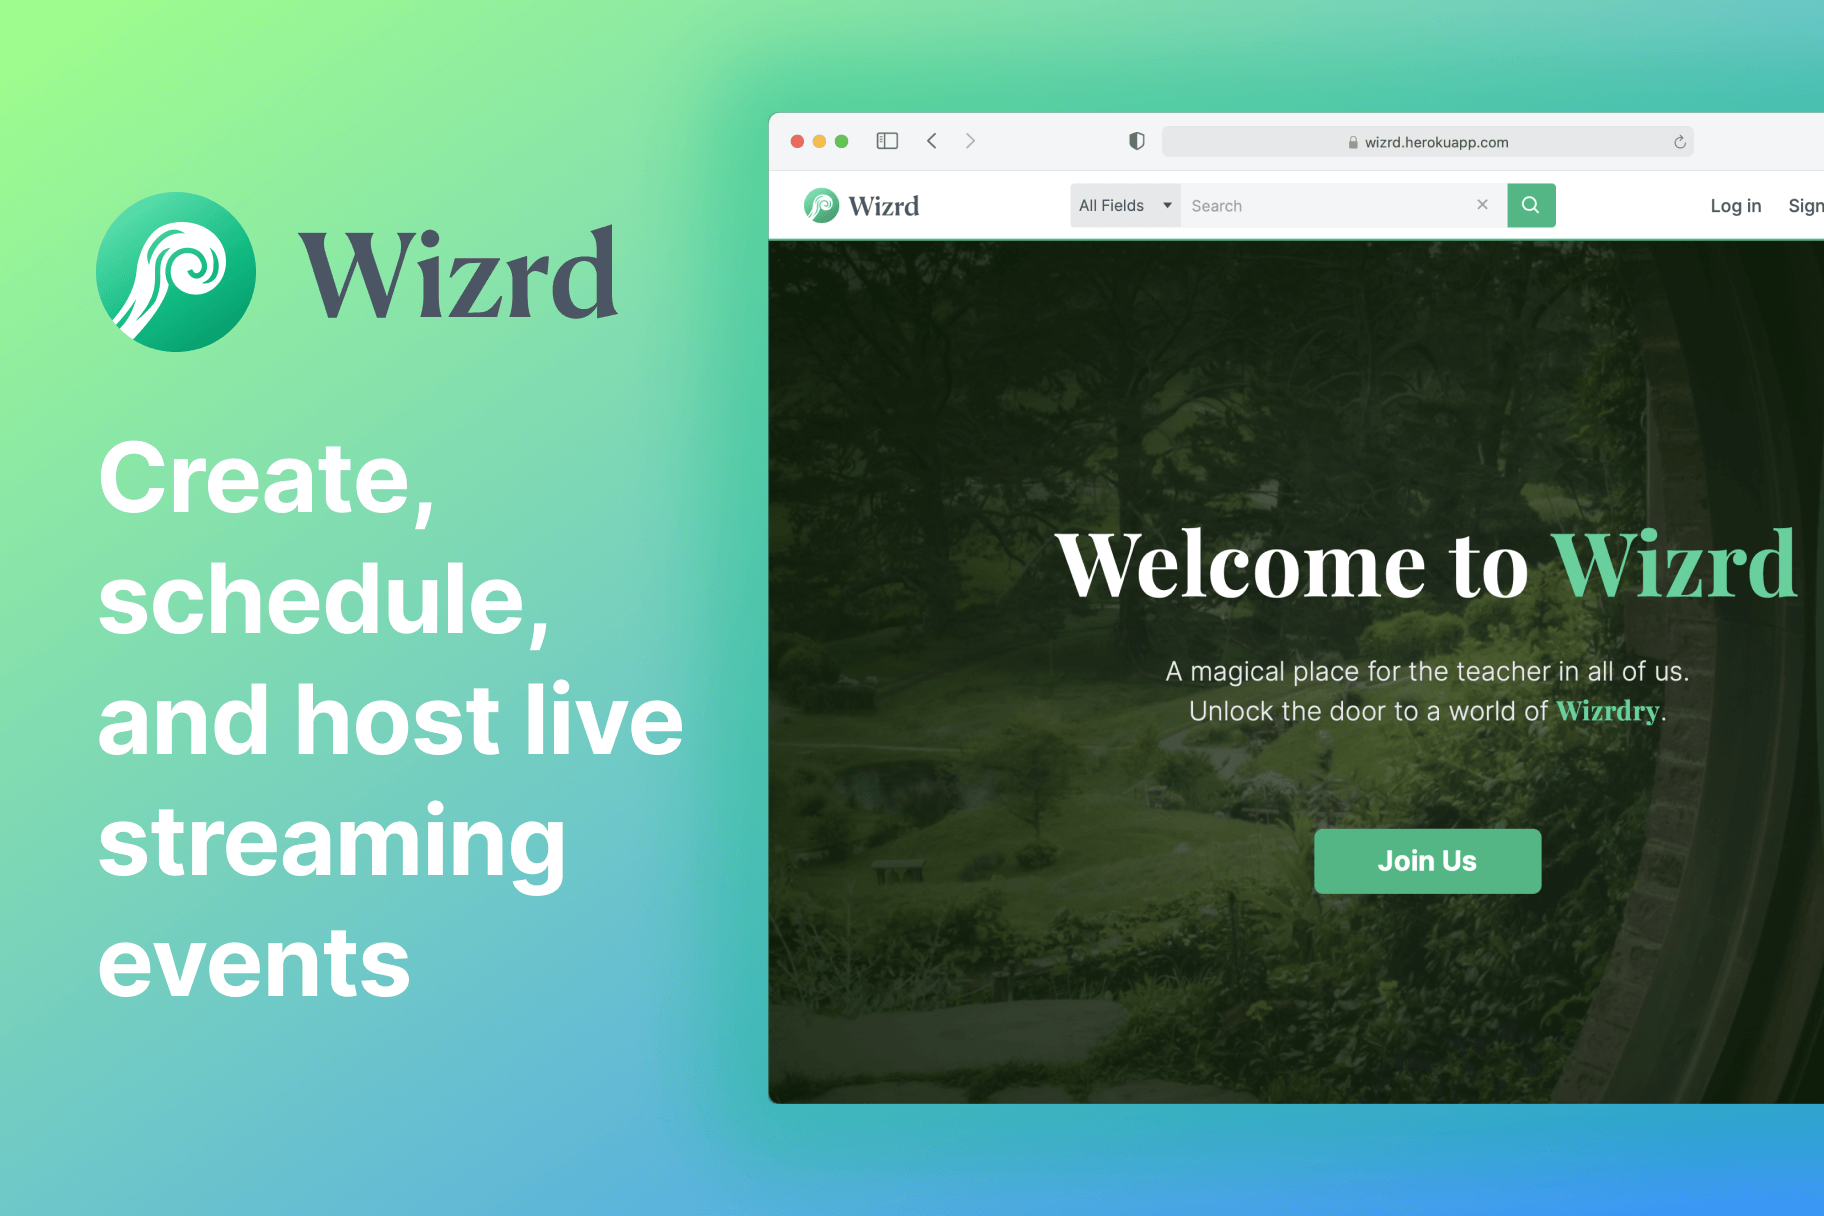 Wizrd
Create,
schedule,
and host live
streaming
events
wizrd.herokuapp.com
Wizrd
All Fields
Search
Log in
Sign
Welcome to Wizrd
A magical place for the teacher in all of us.
Unlock the door to a world of Wizrdry.
Join Us